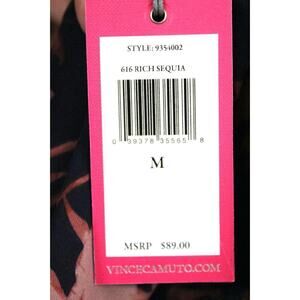 STYLE: 9354002
616 RICH SEQUIA
0 39378 35565 8
M
MSRP $89.00
VINCECAMUTO.COM